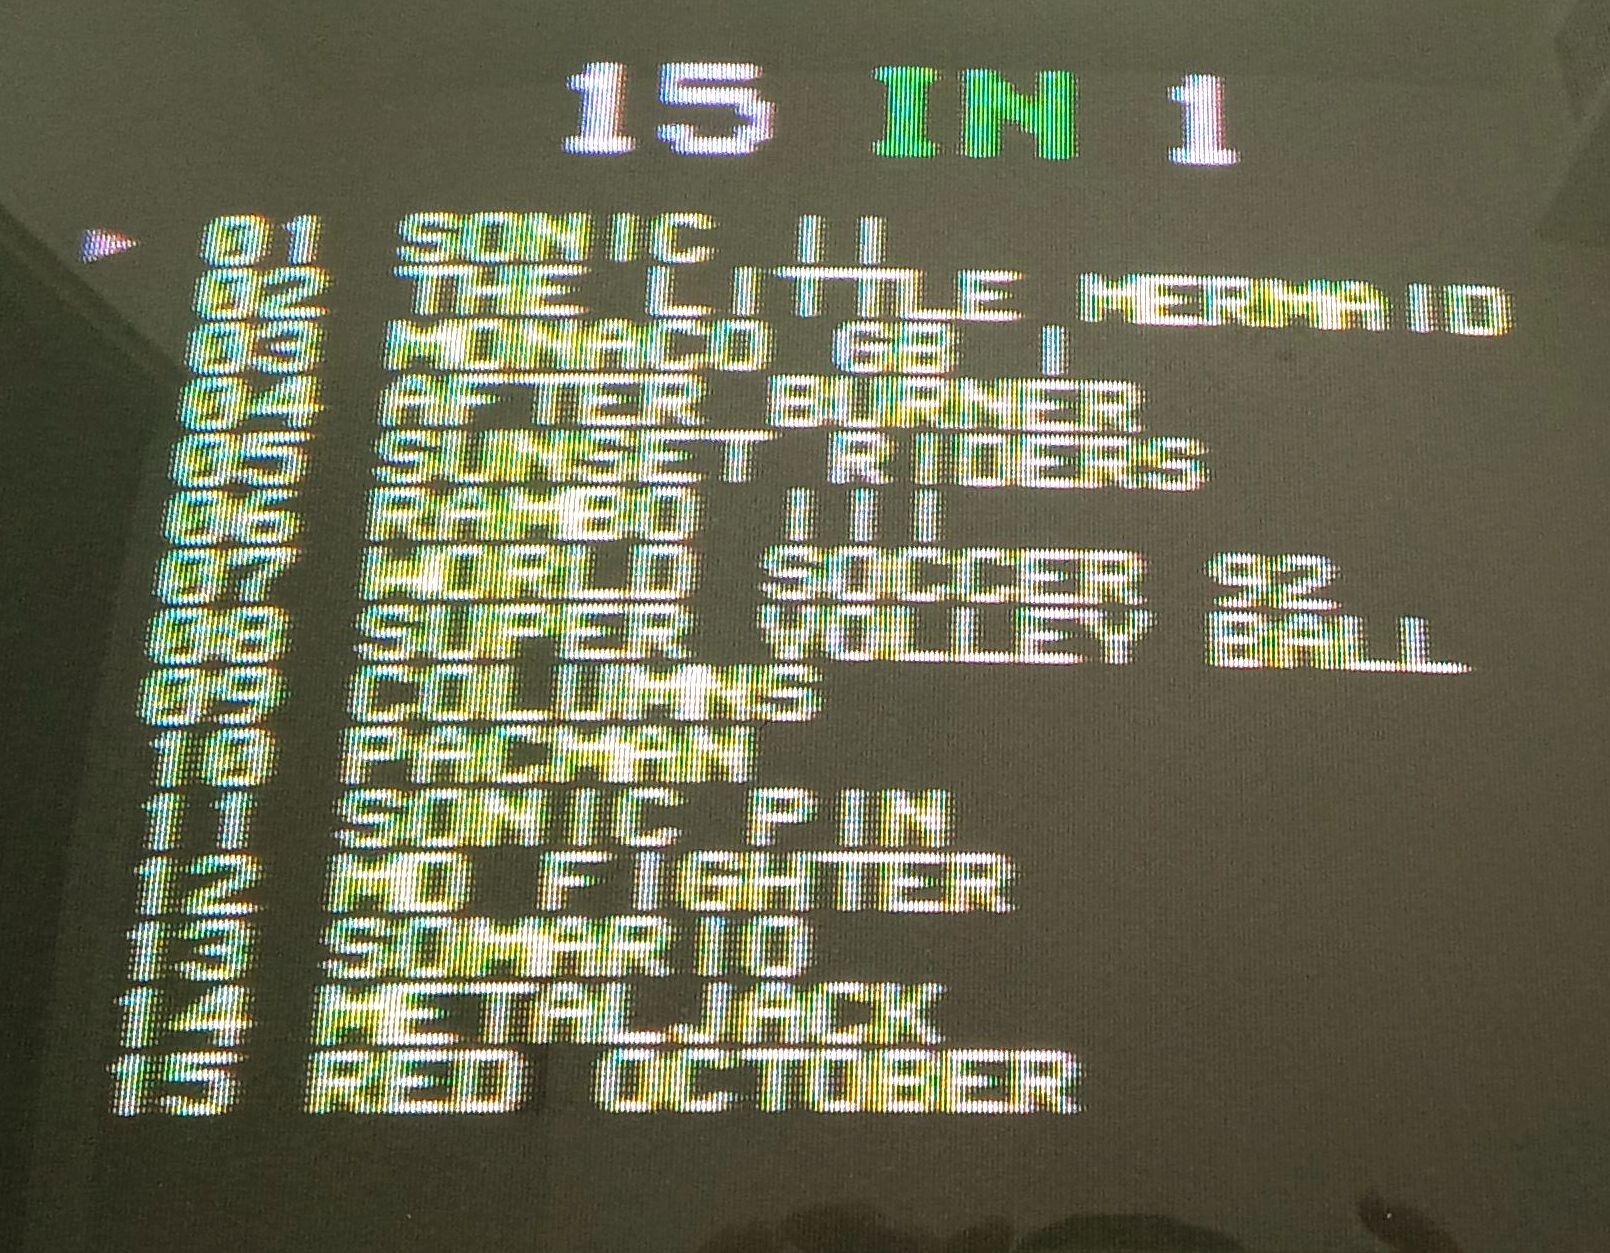 15 IN 1
01 SONIC II
02 THE LITTLE MERMAID
03 MONACO GB I
04 AFTER BURNER
05 SUNSET RIDERS
06 RAMBO III
07 WORLD SOCCER 92
08 SUPER VOLLEY BALL
09 COLUMNS
10 PACMAN
11 SONIC PIN
12 MO FIGHTER
13 SOMARIO
14 METALJACK
15 RED OCTOBER